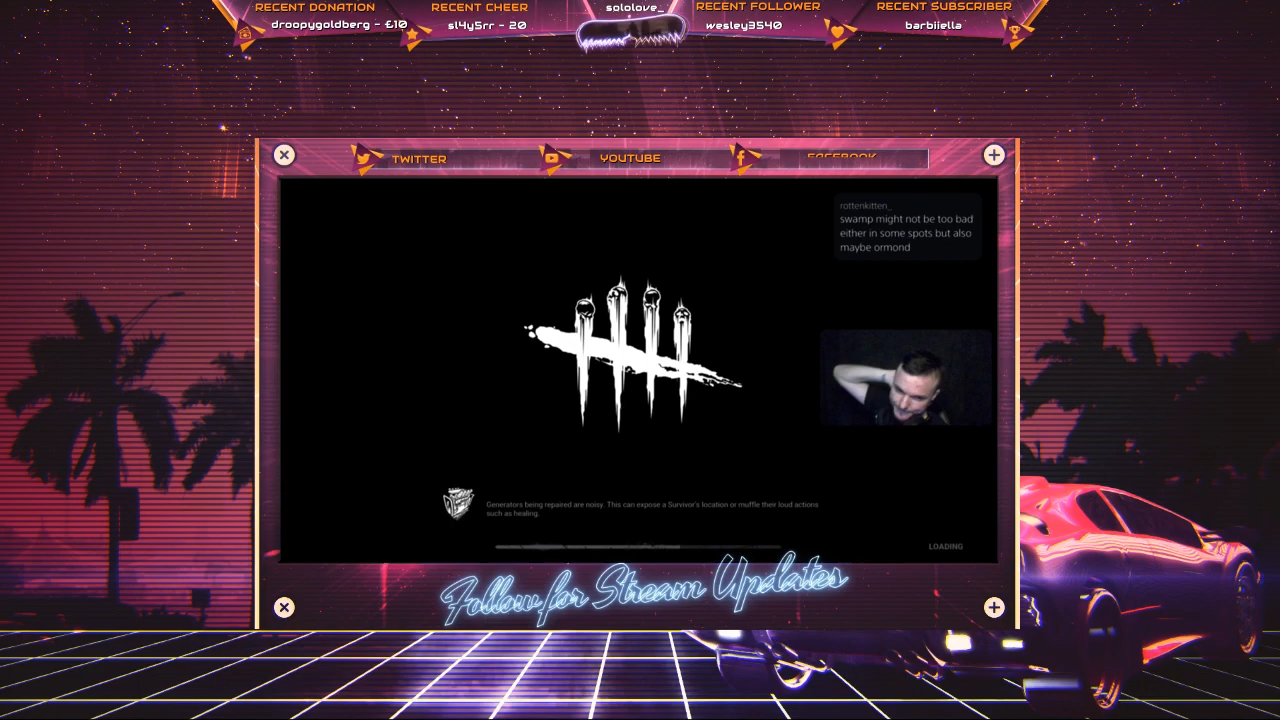 RECENT DONATION
droopygoldberg - £10
RECENT CHEER
sl4y5rr - 20
sololove_
RECENT FOLLOWER
wesley3540
RECENT SUBSCRIBER
barbiiella
TWITTER
YOUTUBE
FACEBOOK
rottenkitten_
swamp might not be too bad
either in some spots but also
maybe ormond
Generators being repaired are noisy. This can expose a Survivor's location or muffle their loud actions
such as healing.
LOADING
Follow for Stream Updates